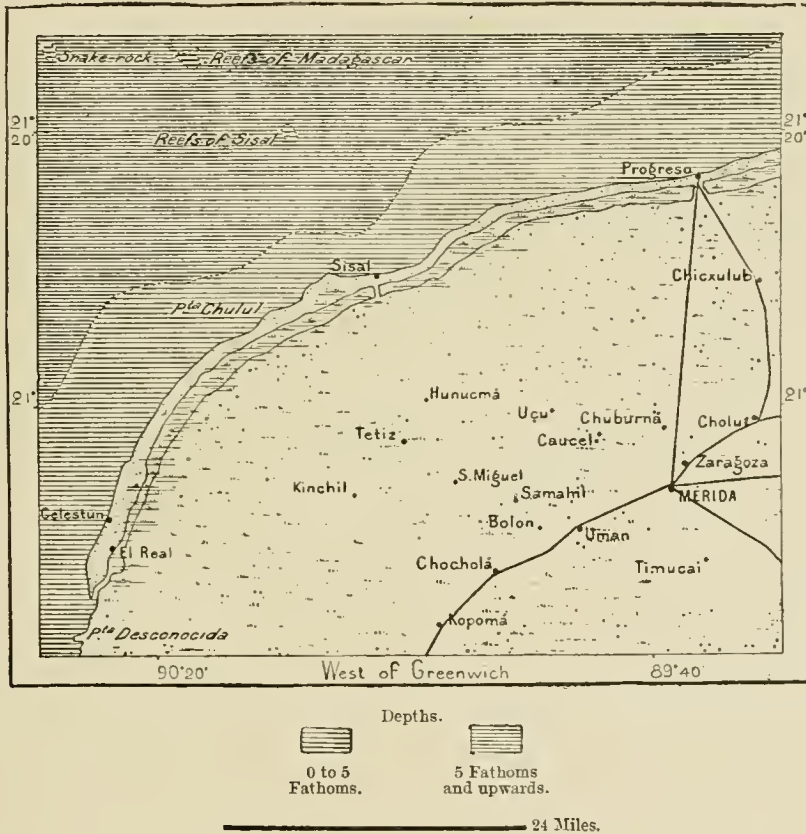 Snake-rock Reefs of Madagascar
21° 20' 21° 20'
Reefs of Sisal
Progreso
Sisal
Chicxulub
Pta Chulul
21° 21°
Hunucmá
Uçu Chuburná Cholul
Tetiz Caucel
Zaragoza
S. Miguel
Kinchil Samahil MERIDA
Celestun
Bolon Uman
El Real
Chocholá Timucai
Kopomá
Pta Desconocida
90°20' West of Greenwich 89°40'
Depths.
0 to 5 5 Fathoms
Fathoms. and upwards.
24 Miles.